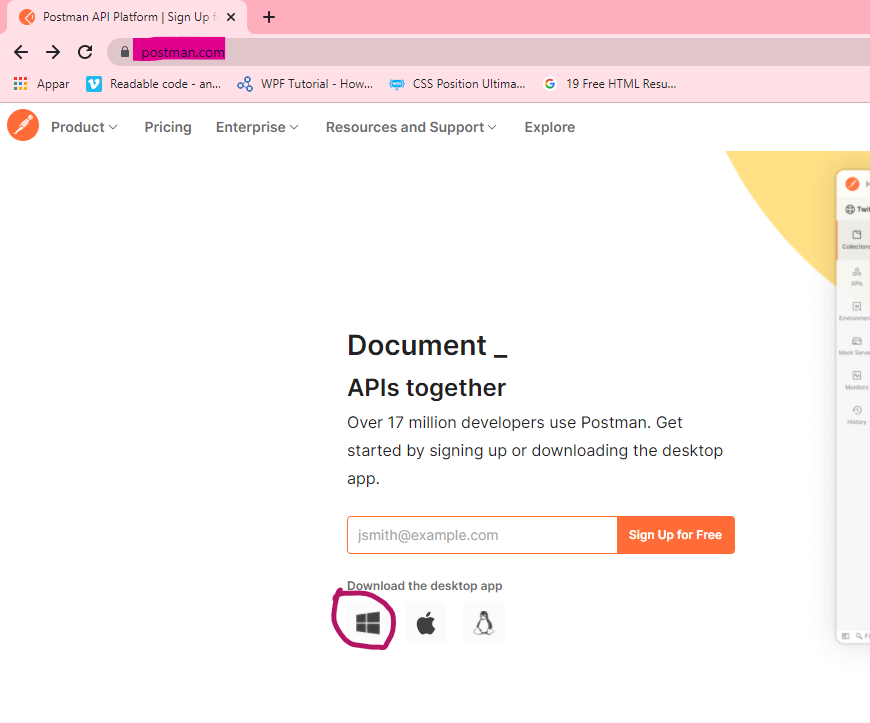 Postman API Platform | Sign Up f
postman.com
Appar
Readable code - an...
WPF Tutorial - How...
CSS Position Ultima...
19 Free HTML Resu...
Product
Pricing
Enterprise
Resources and Support
Explore
Document _
APIs together
Over 17 million developers use Postman. Get
started by signing up or downloading the desktop
app.
jsmith@example.com
Sign Up for Free
Download the desktop app
H
Twit
Collections
APIs
Environmen
Mock Serve
Monitors
History